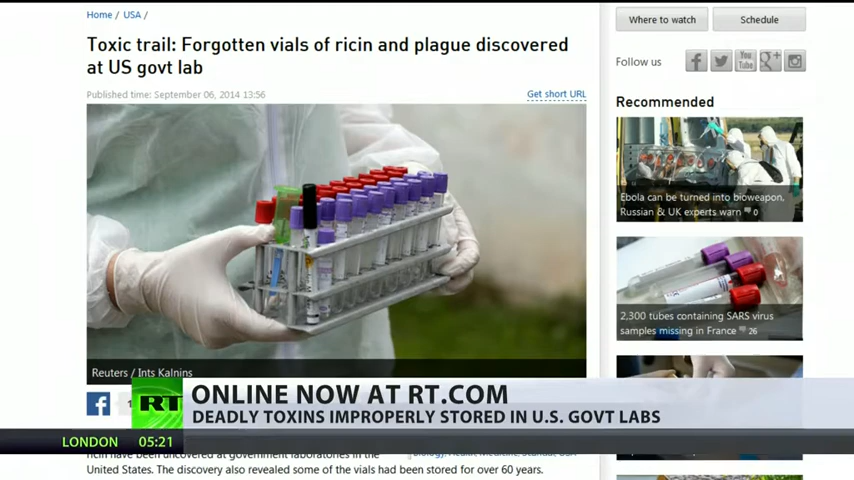 Home / USA /
Toxic trail: Forgotten vials of ricin and plague discovered
at US govt lab
Published time: September 06, 2014 13:56
Get short URL
Reuters / Ints Kalnins
Where to watch
Schedule
Follow us
f
You
Tube
g+
Recommended
Ebola can be turned into bioweapon,
Russian & UK experts warn 0
2,300 tubes containing SARS virus
samples missing in France 26
f
RT
ONLINE NOW AT RT.COM
DEADLY TOXINS IMPROPERLY STORED IN U.S. GOVT LABS
LONDON 05:21
ricin have been uncovered at government laboratories in the
United States. The discovery also revealed some of the vials had been stored for over 60 years.